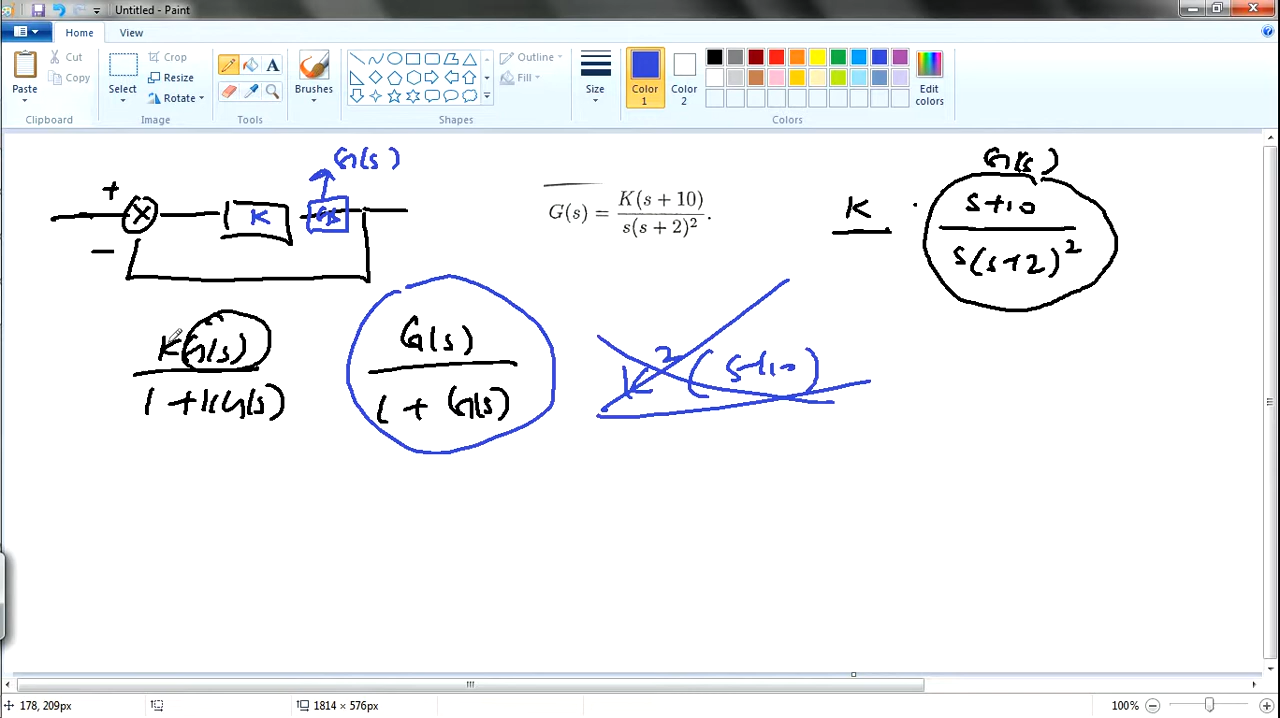 Untitled - Paint
Home
View
Paste
Cut
Copy
Clipboard
Select
Crop
Resize
Rotate
Image
A
Tools
Brushes
Outline
Fill
Shapes
Size
Color 1
Color 2
Edit colors
Colors
G(s)
+
K
−
G(s) = K(s + 10) / s(s + 2)²
.
K · s+10 / s(s+2)²
G(s)
KG(s) / 1 + KG(s)
G(s) / 1 + G(s)
K² (s+10)
178, 209px
1814 × 576px
100%